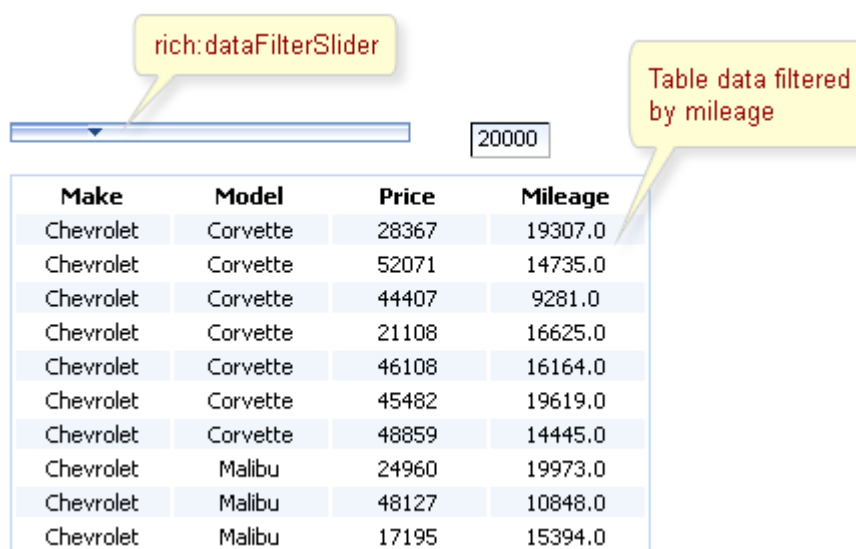 rich:dataFilterSlider
Table data filtered
by mileage
20000
Make Model Price Mileage
Chevrolet Corvette 28367 19307.0
Chevrolet Corvette 52071 14735.0
Chevrolet Corvette 44407 9281.0
Chevrolet Corvette 21108 16625.0
Chevrolet Corvette 46108 16164.0
Chevrolet Corvette 45482 19619.0
Chevrolet Corvette 48859 14445.0
Chevrolet Malibu 24960 19973.0
Chevrolet Malibu 48127 10848.0
Chevrolet Malibu 17195 15394.0